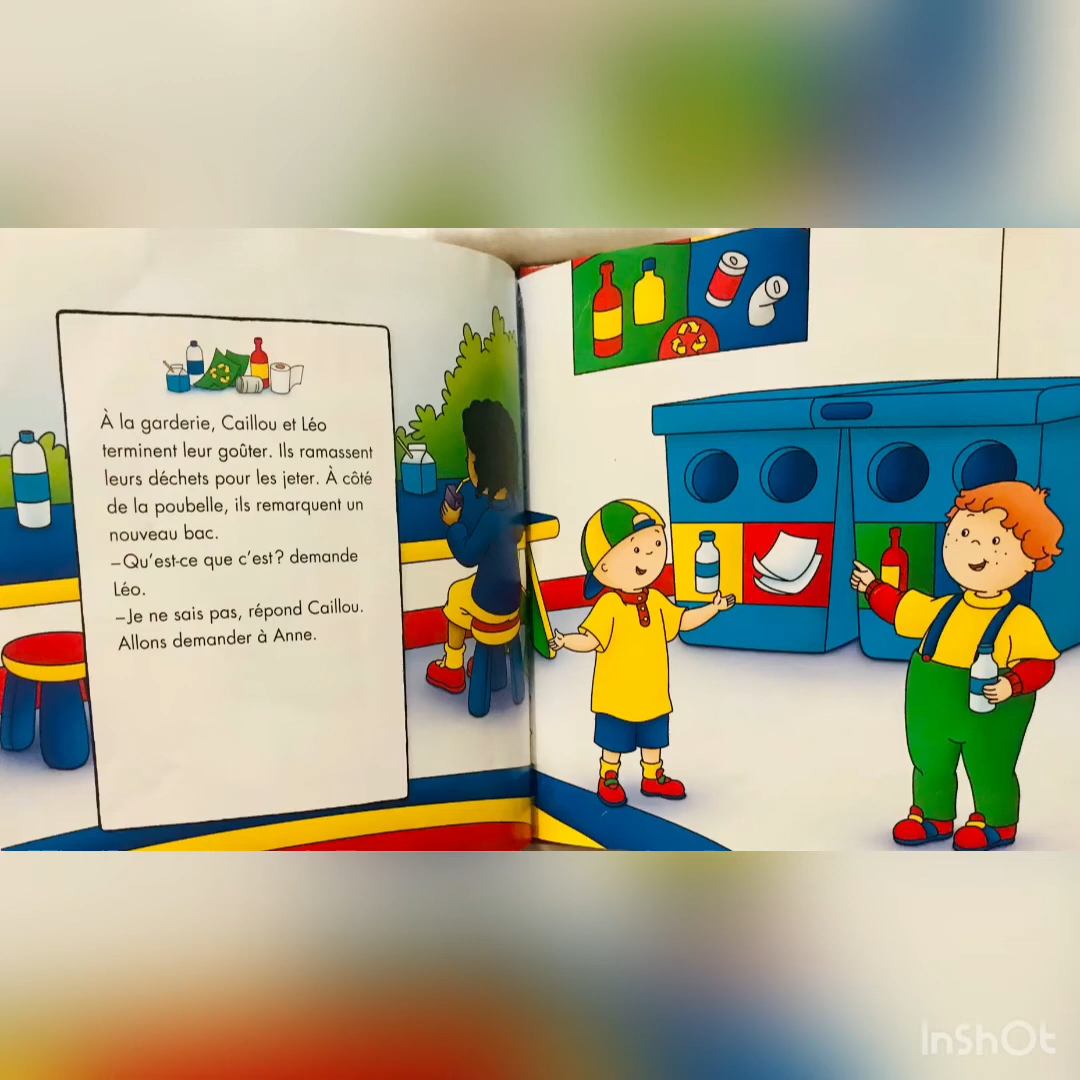 À la garderie, Caillou et Léo
terminent leur goûter. Ils ramassent
leurs déchets pour les jeter. À côté
de la poubelle, ils remarquent un
nouveau bac.
–Qu'est-ce que c'est? demande
Léo.
–Je ne sais pas, répond Caillou.
Allons demander à Anne.
InShOt